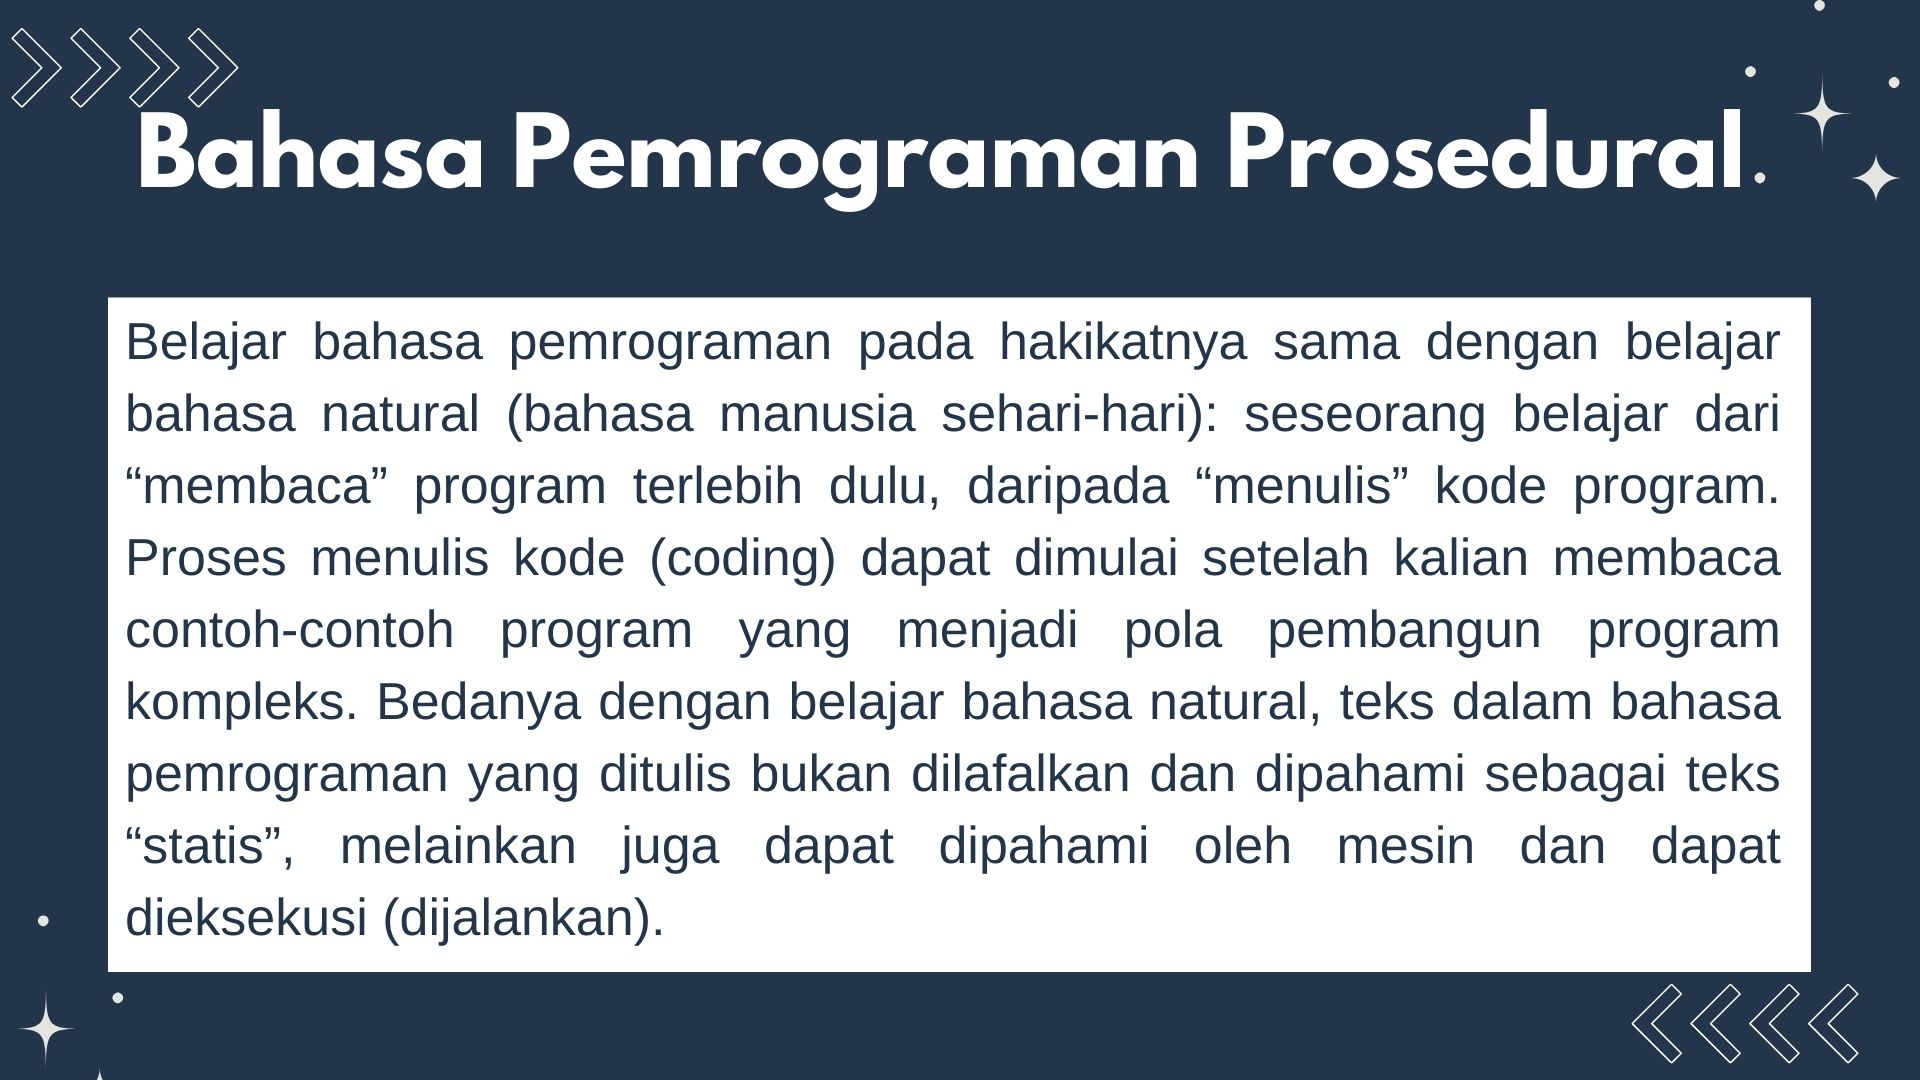 Bahasa Pemrograman Prosedural
Belajar bahasa pemrograman pada hakikatnya sama dengan belajar
bahasa natural (bahasa manusia sehari-hari): seseorang belajar dari
“membaca” program terlebih dulu, daripada “menulis” kode program.
Proses menulis kode (coding) dapat dimulai setelah kalian membaca
contoh-contoh program yang menjadi pola pembangun program
kompleks. Bedanya dengan belajar bahasa natural, teks dalam bahasa
pemrograman yang ditulis bukan dilafalkan dan dipahami sebagai teks
“statis”, melainkan juga dapat dipahami oleh mesin dan dapat
dieksekusi (dijalankan).